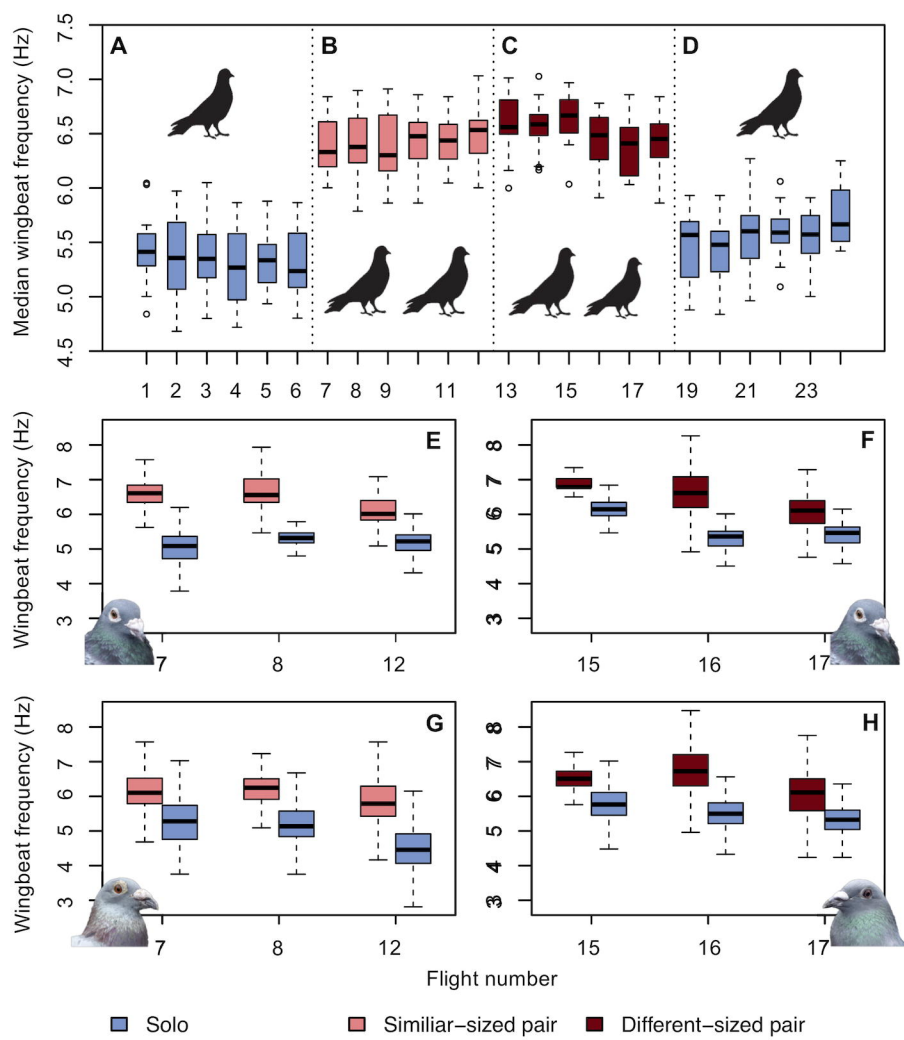 Median wingbeat frequency (Hz)
7.5
7.0
6.5
6.0
5.5
5.0
4.5
A
B
C
D
1 2 3 4 5 6 7 8 9 11 13 15 17 19 21 23
Wingbeat frequency (Hz)
8
7
6
5
4
3
E
7 8 12
8
7
6
5
4
3
F
15 16 17
Wingbeat frequency (Hz)
8
7
6
5
4
3
G
7 8 12
8
7
6
5
4
3
H
15 16 17
Flight number
Solo
Similiar-sized pair
Different-sized pair